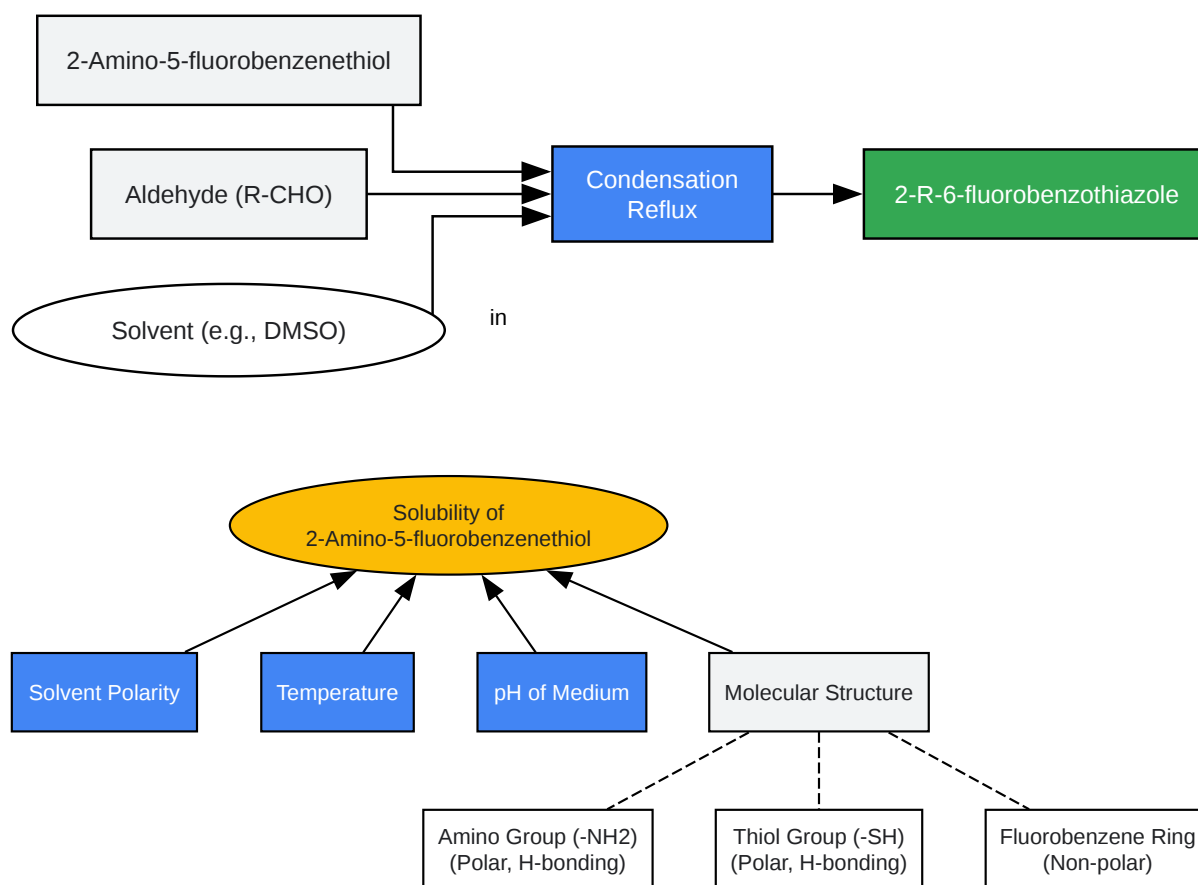 2-Amino-5-fluorobenzenethiol
Aldehyde (R-CHO)
Condensation
Reflux
2-R-6-fluorobenzothiazole
Solvent (e.g., DMSO)
in
Solubility of
2-Amino-5-fluorobenzenethiol
Solvent Polarity
Temperature
pH of Medium
Molecular Structure
Amino Group (-NH2)
(Polar, H-bonding)
Thiol Group (-SH)
(Polar, H-bonding)
Fluorobenzene Ring
(Non-polar)